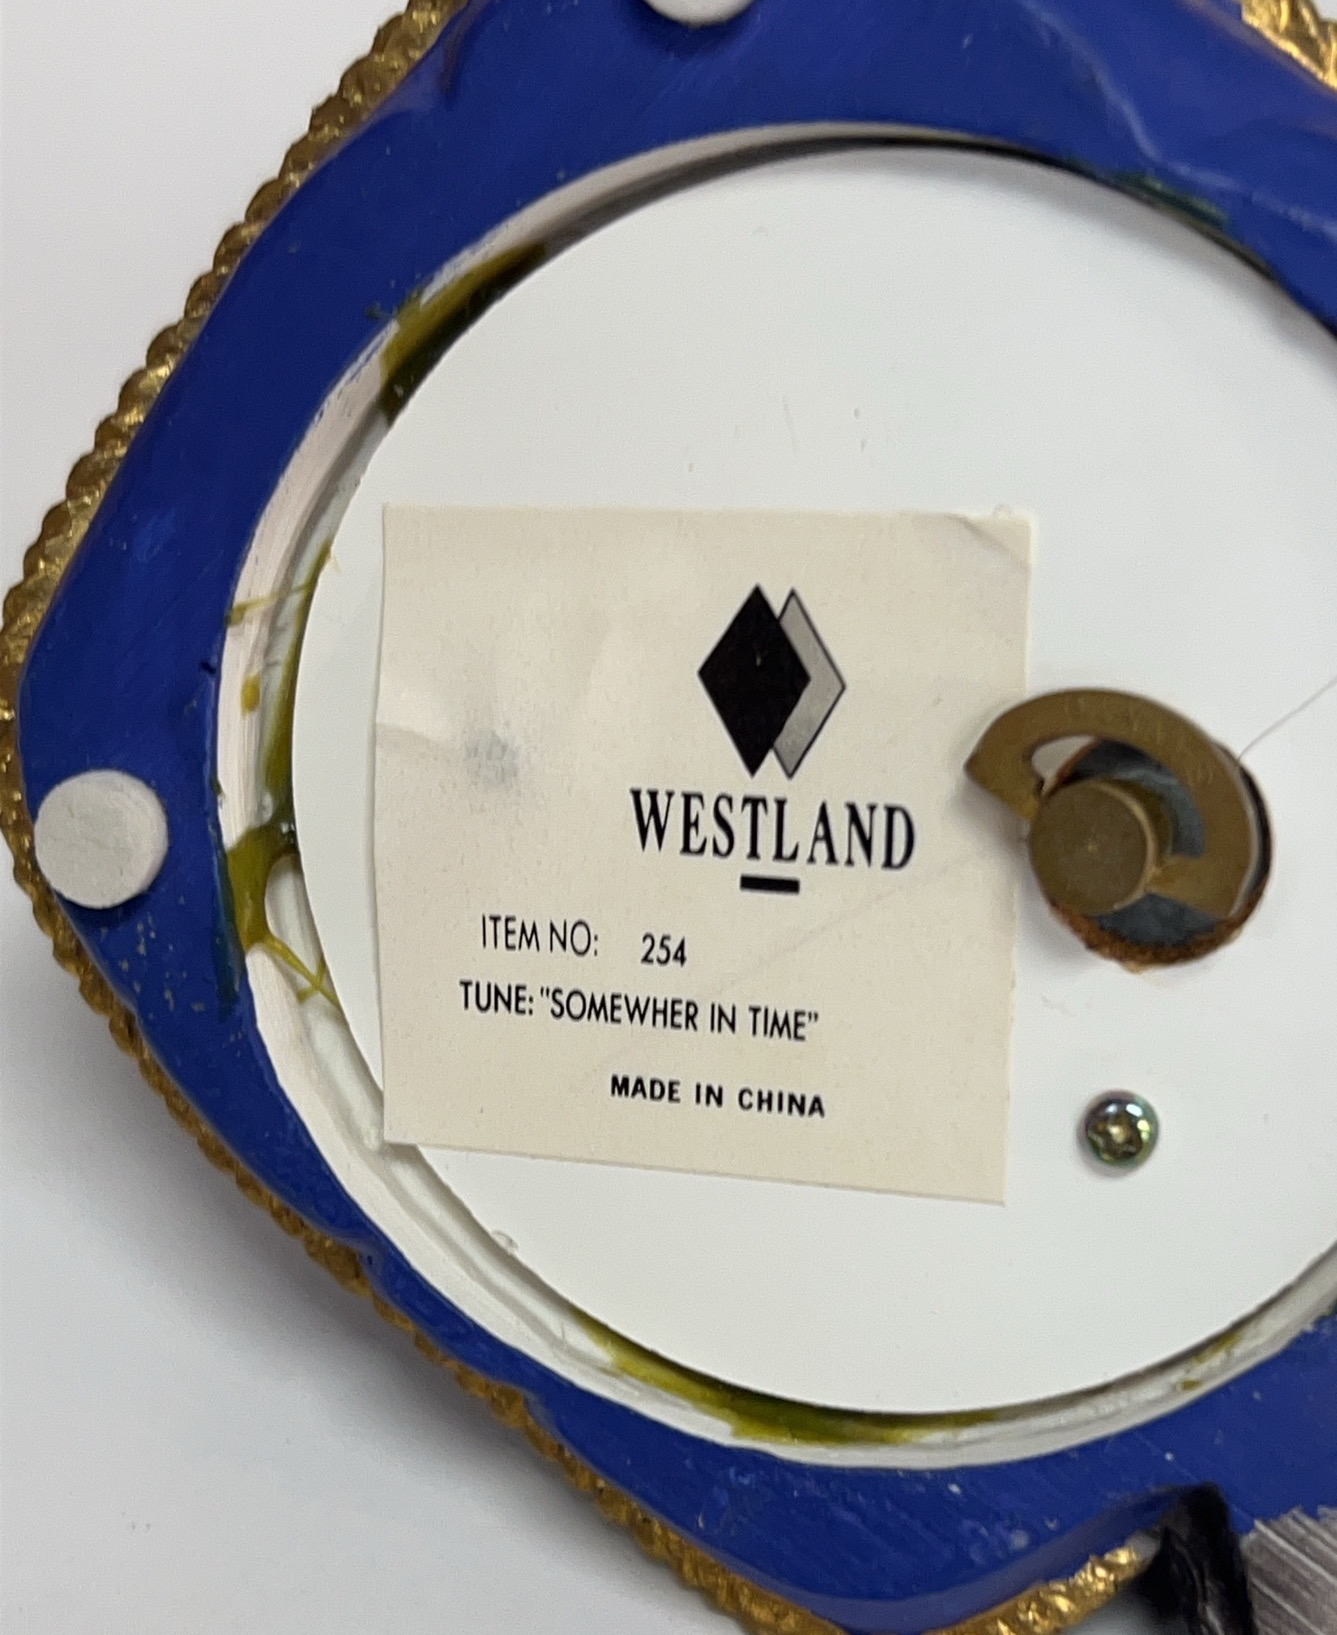 WESTLAND
ITEM NO: 254
TUNE: "SOMEWHER IN TIME"
MADE IN CHINA